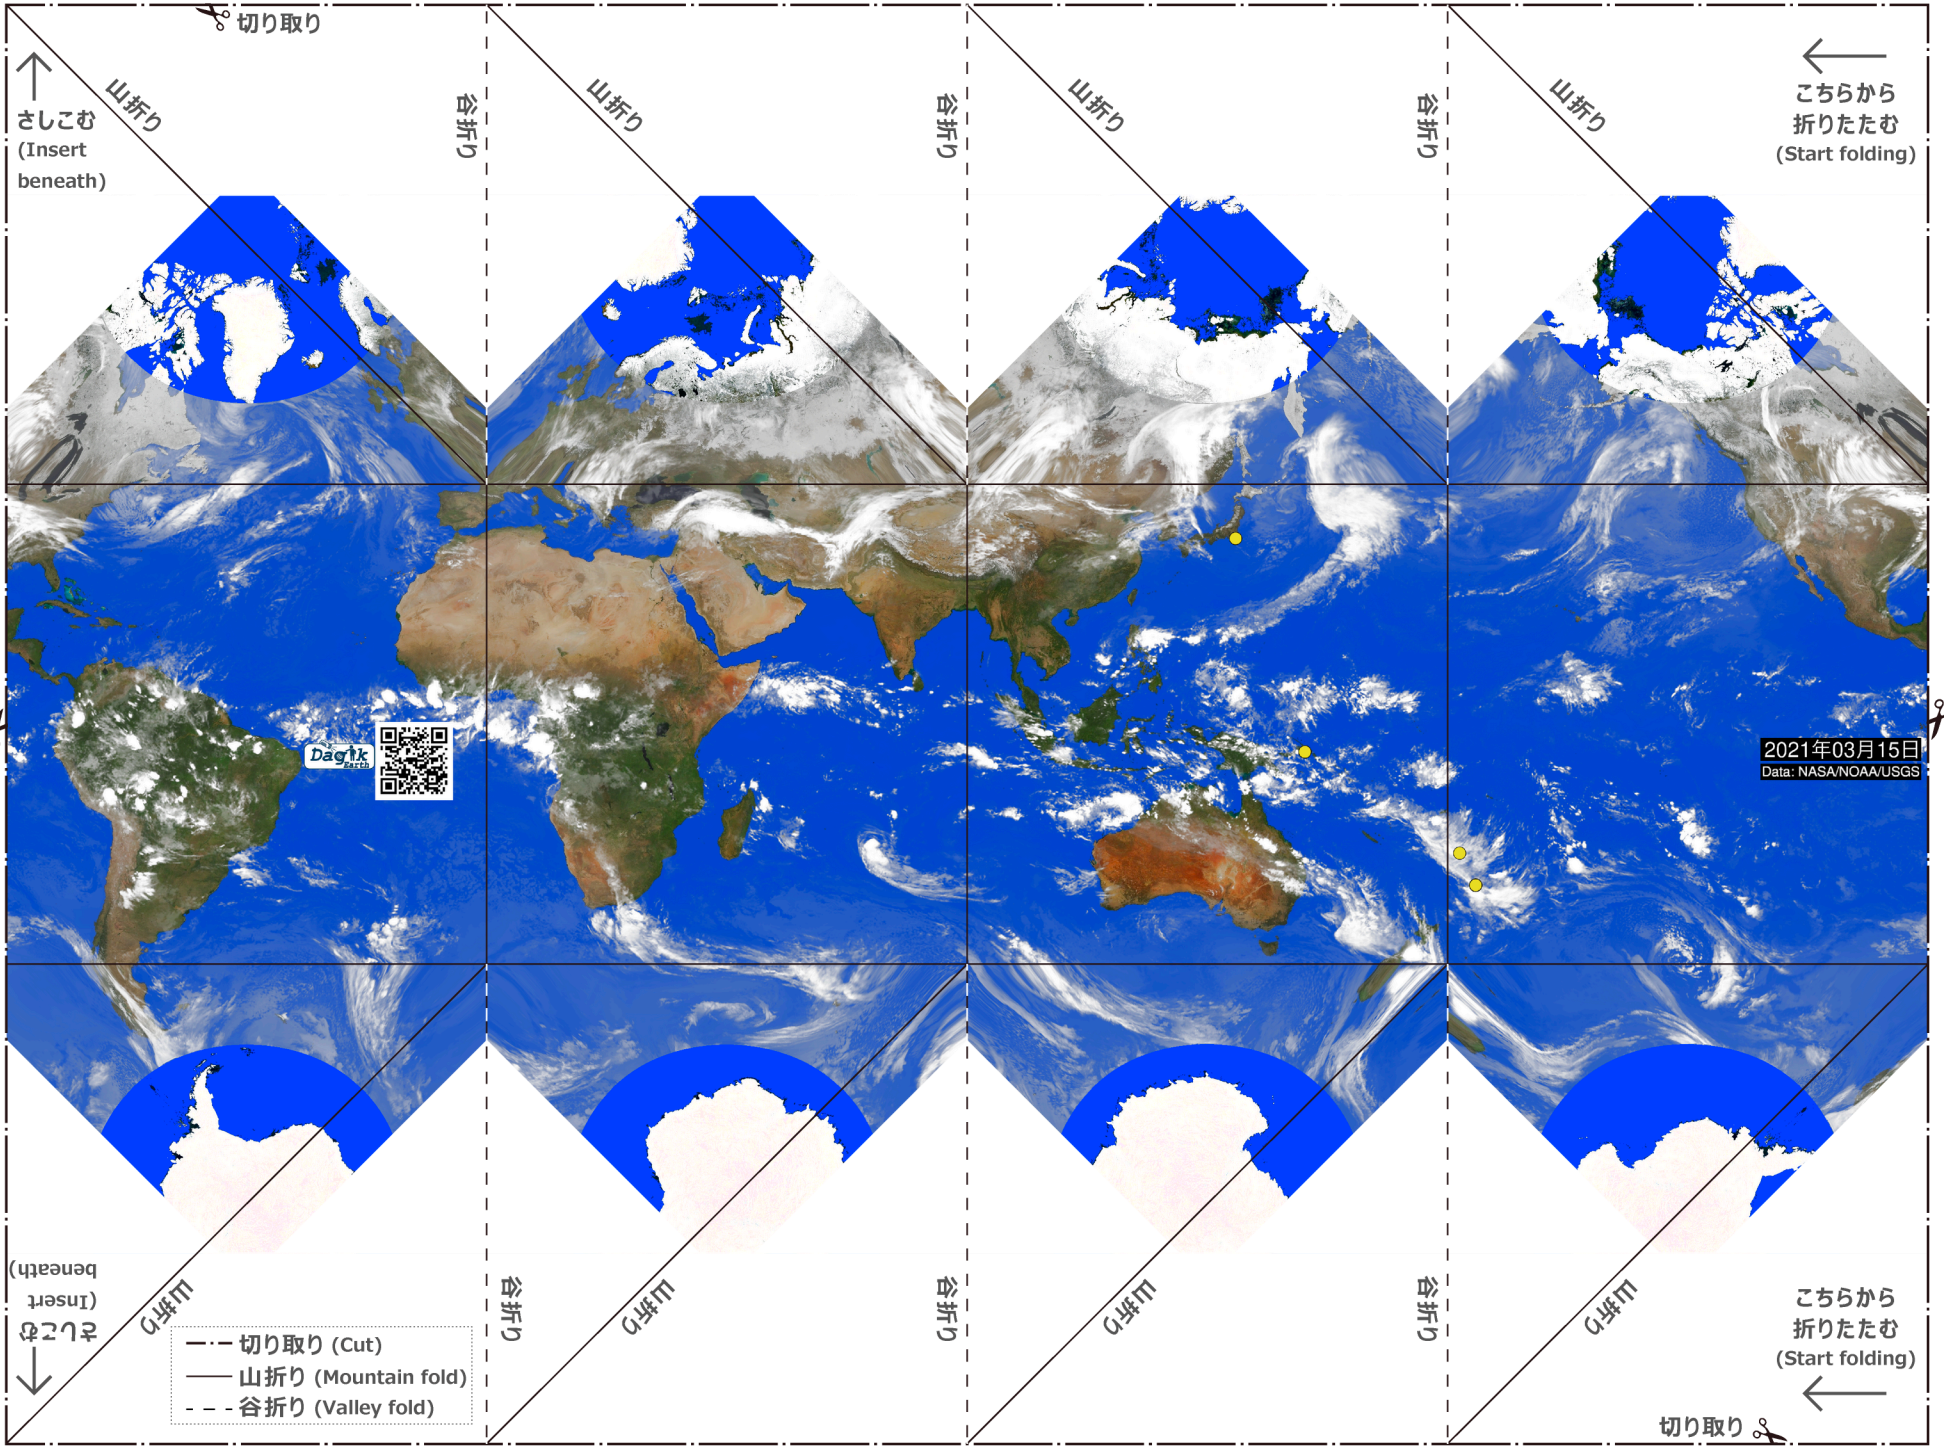 切り取り
山折り
谷折り
山折り
谷折り
山折り
谷折り
山折り
こちらから
折りたたむ
(Start folding)
さしこむ
(Insert
beneath)
Dagik
Earth
2021年03月15日
Data: NASA/NOAA/USGS
さしこむ
(Insert
beneath)
山折り
谷折り
山折り
谷折り
山折り
谷折り
山折り
こちらから
折りたたむ
(Start folding)
切り取り (Cut)
山折り (Mountain fold)
谷折り (Valley fold)
切り取り